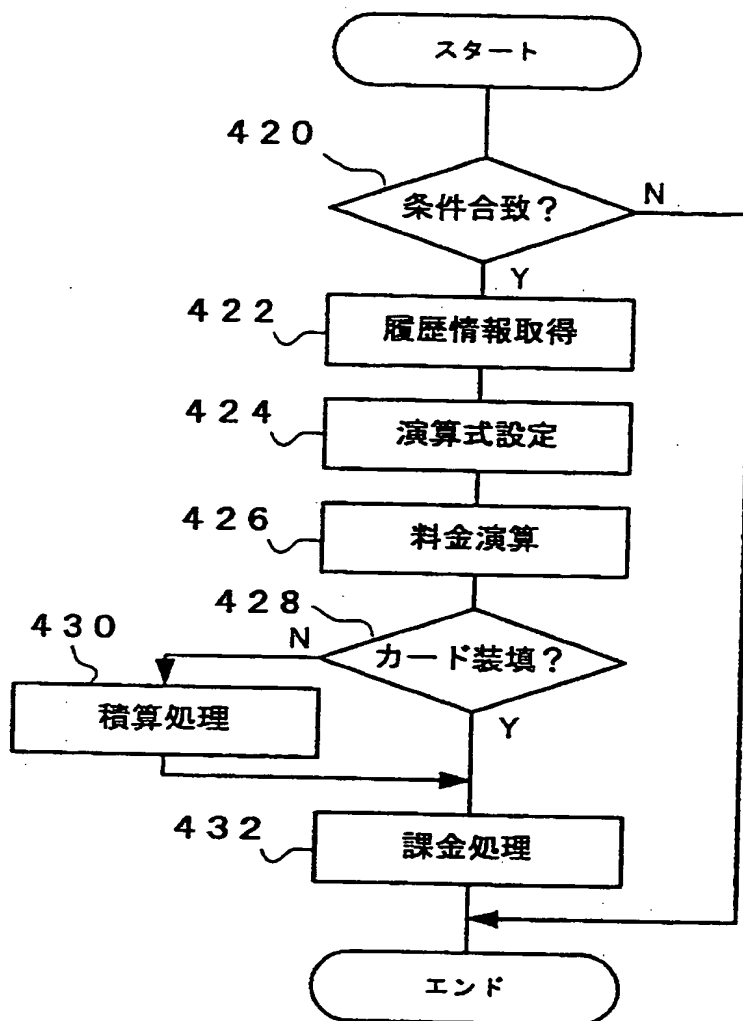 スタート
420
条件合致?
N
Y
422
履歴情報取得
424
演算式設定
426
料金演算
428
カード装填?
N
Y
430
積算処理
432
課金処理
エンド